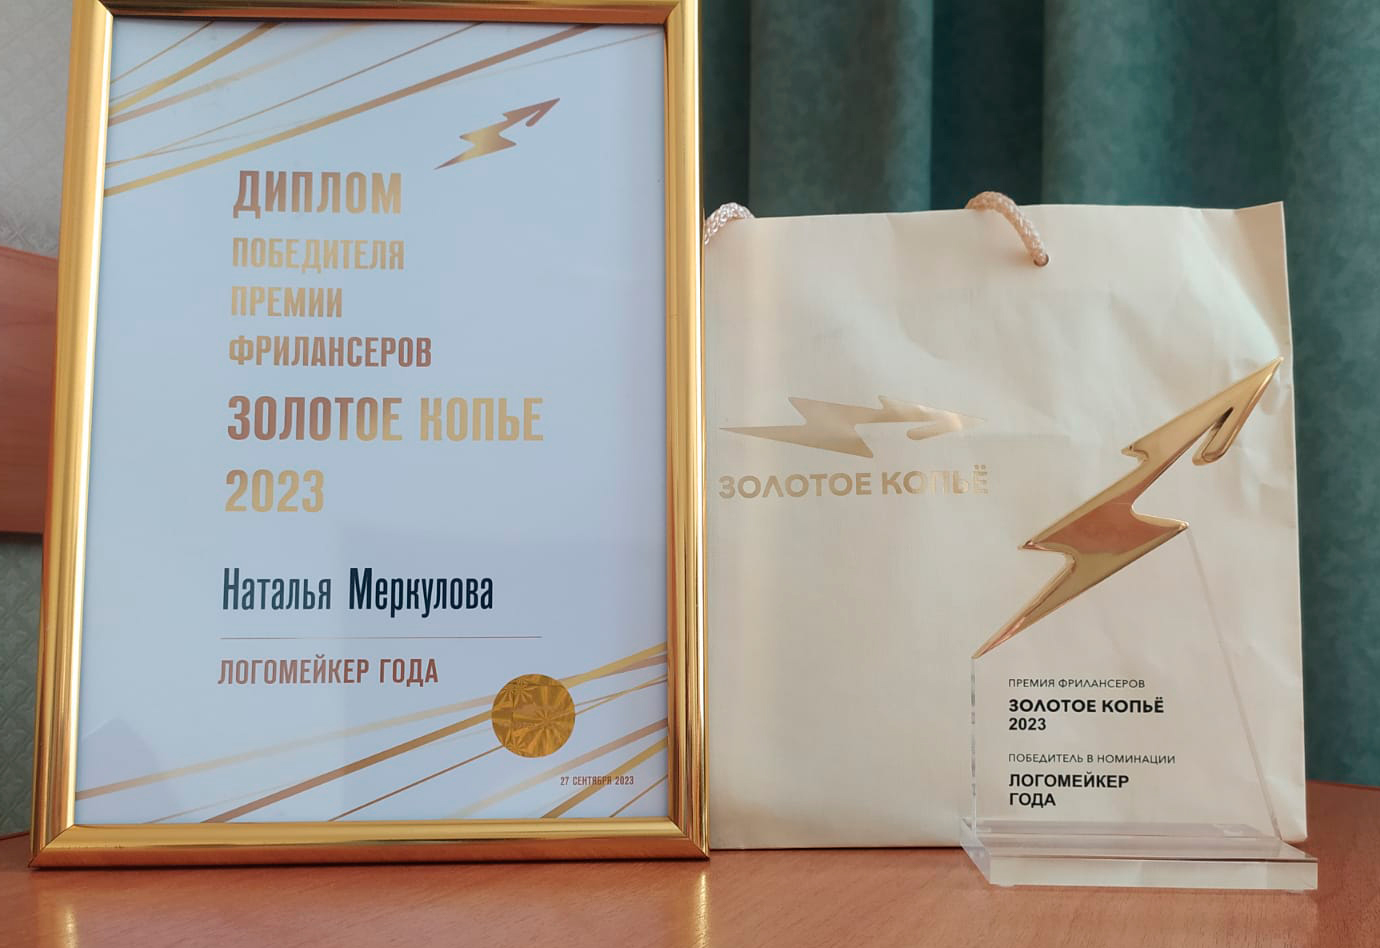 ДИПЛОМ
ПОБЕДИТЕЛЯ
ПРЕМИИ
ФРИЛАНСЕРОВ
ЗОЛОТОЕ КОПЬЕ
2023
Наталья Меркулова
ЛОГОМЕЙКЕР ГОДА
27 СЕНТЯБРЯ 2023
ЗОЛОТОЕ КОПЬЁ
ПРЕМИЯ ФРИЛАНСЕРОВ
ЗОЛОТОЕ КОПЬЁ
2023
ПОБЕДИТЕЛЬ В НОМИНАЦИИ
ЛОГОМЕЙКЕР
ГОДА